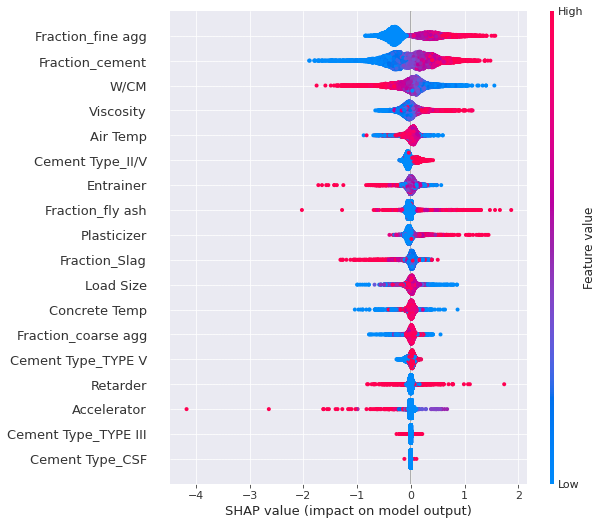 High
Fraction_fine agg
Fraction_cement
W/CM
Viscosity
Air Temp
Cement Type_II/V
Entrainer
Fraction_fly ash
Plasticizer
Fraction_Slag
Load Size
Concrete Temp
Fraction_coarse agg
Cement Type_TYPE V
Retarder
Accelerator
Cement Type_TYPE III
Cement Type_CSF
Feature value
Low
−4 −3 −2 −1 0 1 2
SHAP value (impact on model output)